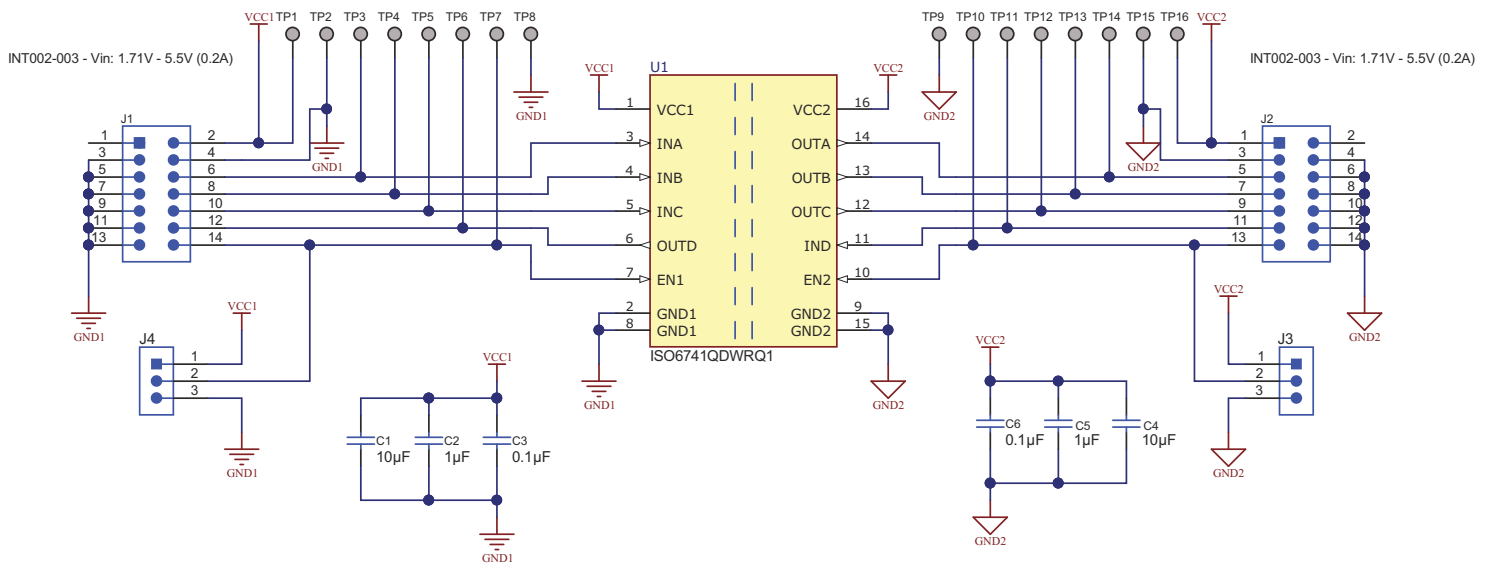 VCC1 TP1 TP2 TP3 TP4 TP5 TP6 TP7 TP8
TP9 TP10 TP11 TP12 TP13 TP14 TP15 TP16 VCC2
INT002-003 - Vin: 1.71V - 5.5V (0.2A)
INT002-003 - Vin: 1.71V - 5.5V (0.2A)
GND1
GND1
GND2
GND2
J1
1 2
3 4
5 6
7 8
9 10
11 12
13 14
GND1
VCC1
U1
VCC2
1 VCC1 VCC2 16
3 INA OUTA 14
4 INB OUTB 13
5 INC OUTC 12
6 OUTD IND 11
7 EN1 EN2 10
2 GND1 GND2 9
8 GND1 GND2 15
ISO6741QDWRQ1
GND1
GND2
J2
1 2
3 4
5 6
7 8
9 10
11 12
13 14
GND2
VCC1
J4
1
2
3
GND1
VCC1
C1
10µF
C2
1µF
C3
0.1µF
GND1
VCC2
C6
0.1µF
C5
1µF
C4
10µF
GND2
VCC2
J3
1
2
3
GND2